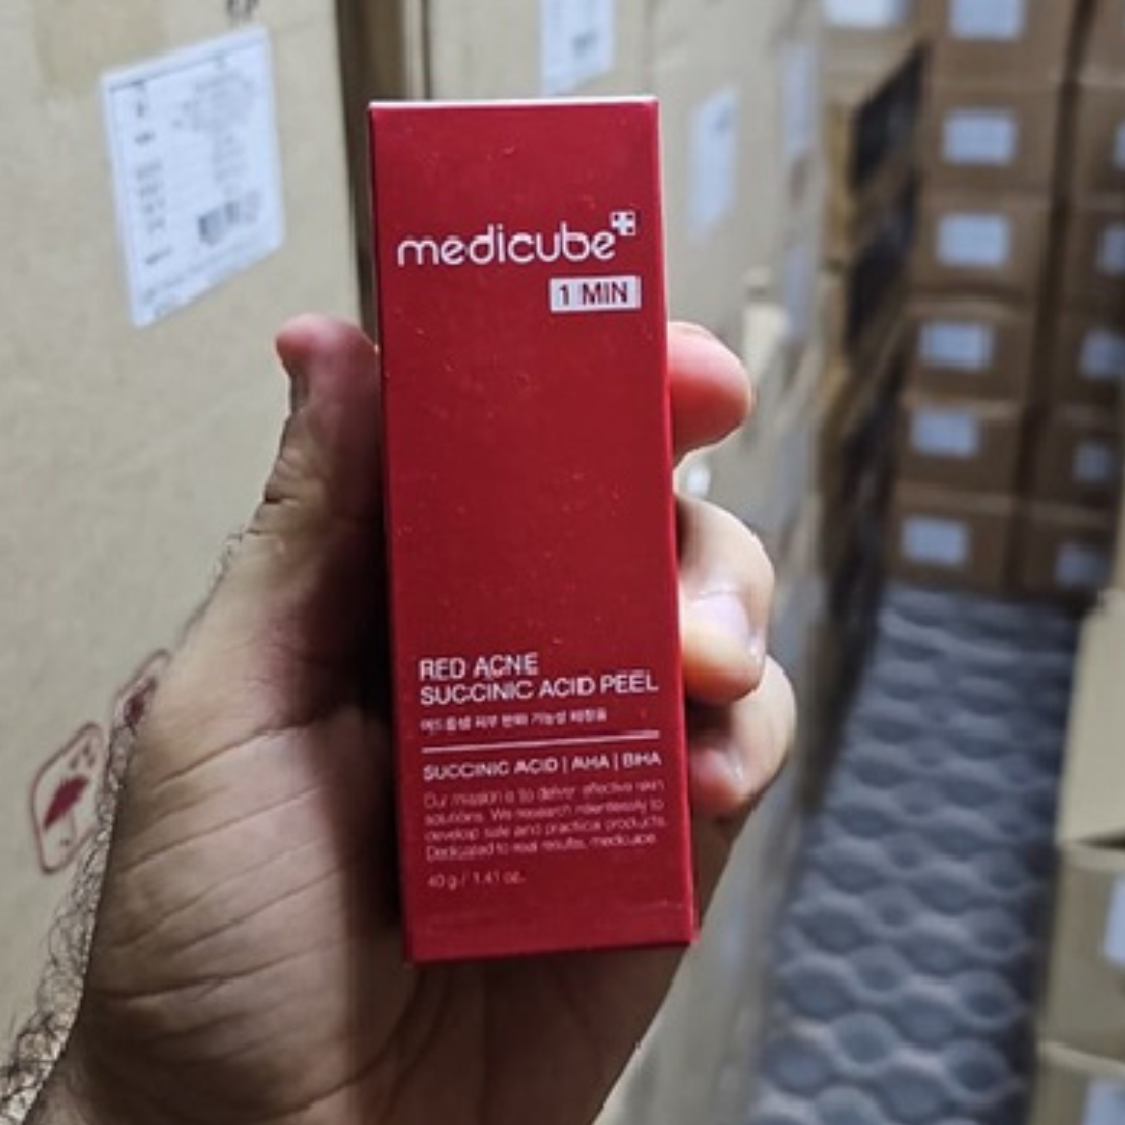 medicube
1 MIN
RED ACNE
SUCCINIC ACID PEEL
SUCCINIC ACID | AHA | BHA
Our mission is to deliver effective skin
solutions. We research relentlessly to
develop safe and practical products.
Dedicated to real results, medicube.
40 g / 1.41 oz.